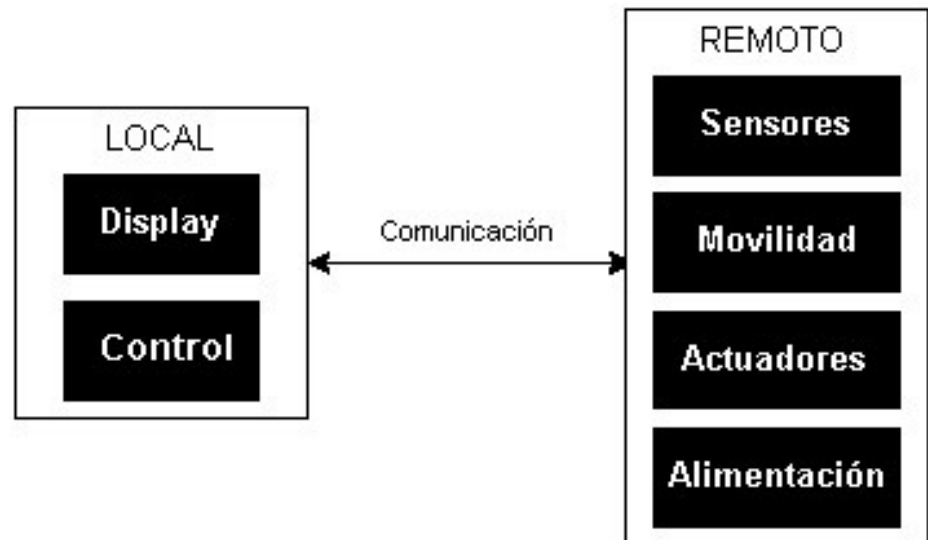 LOCAL
Display
Control
Comunicación
REMOTO
Sensores
Movilidad
Actuadores
Alimentación